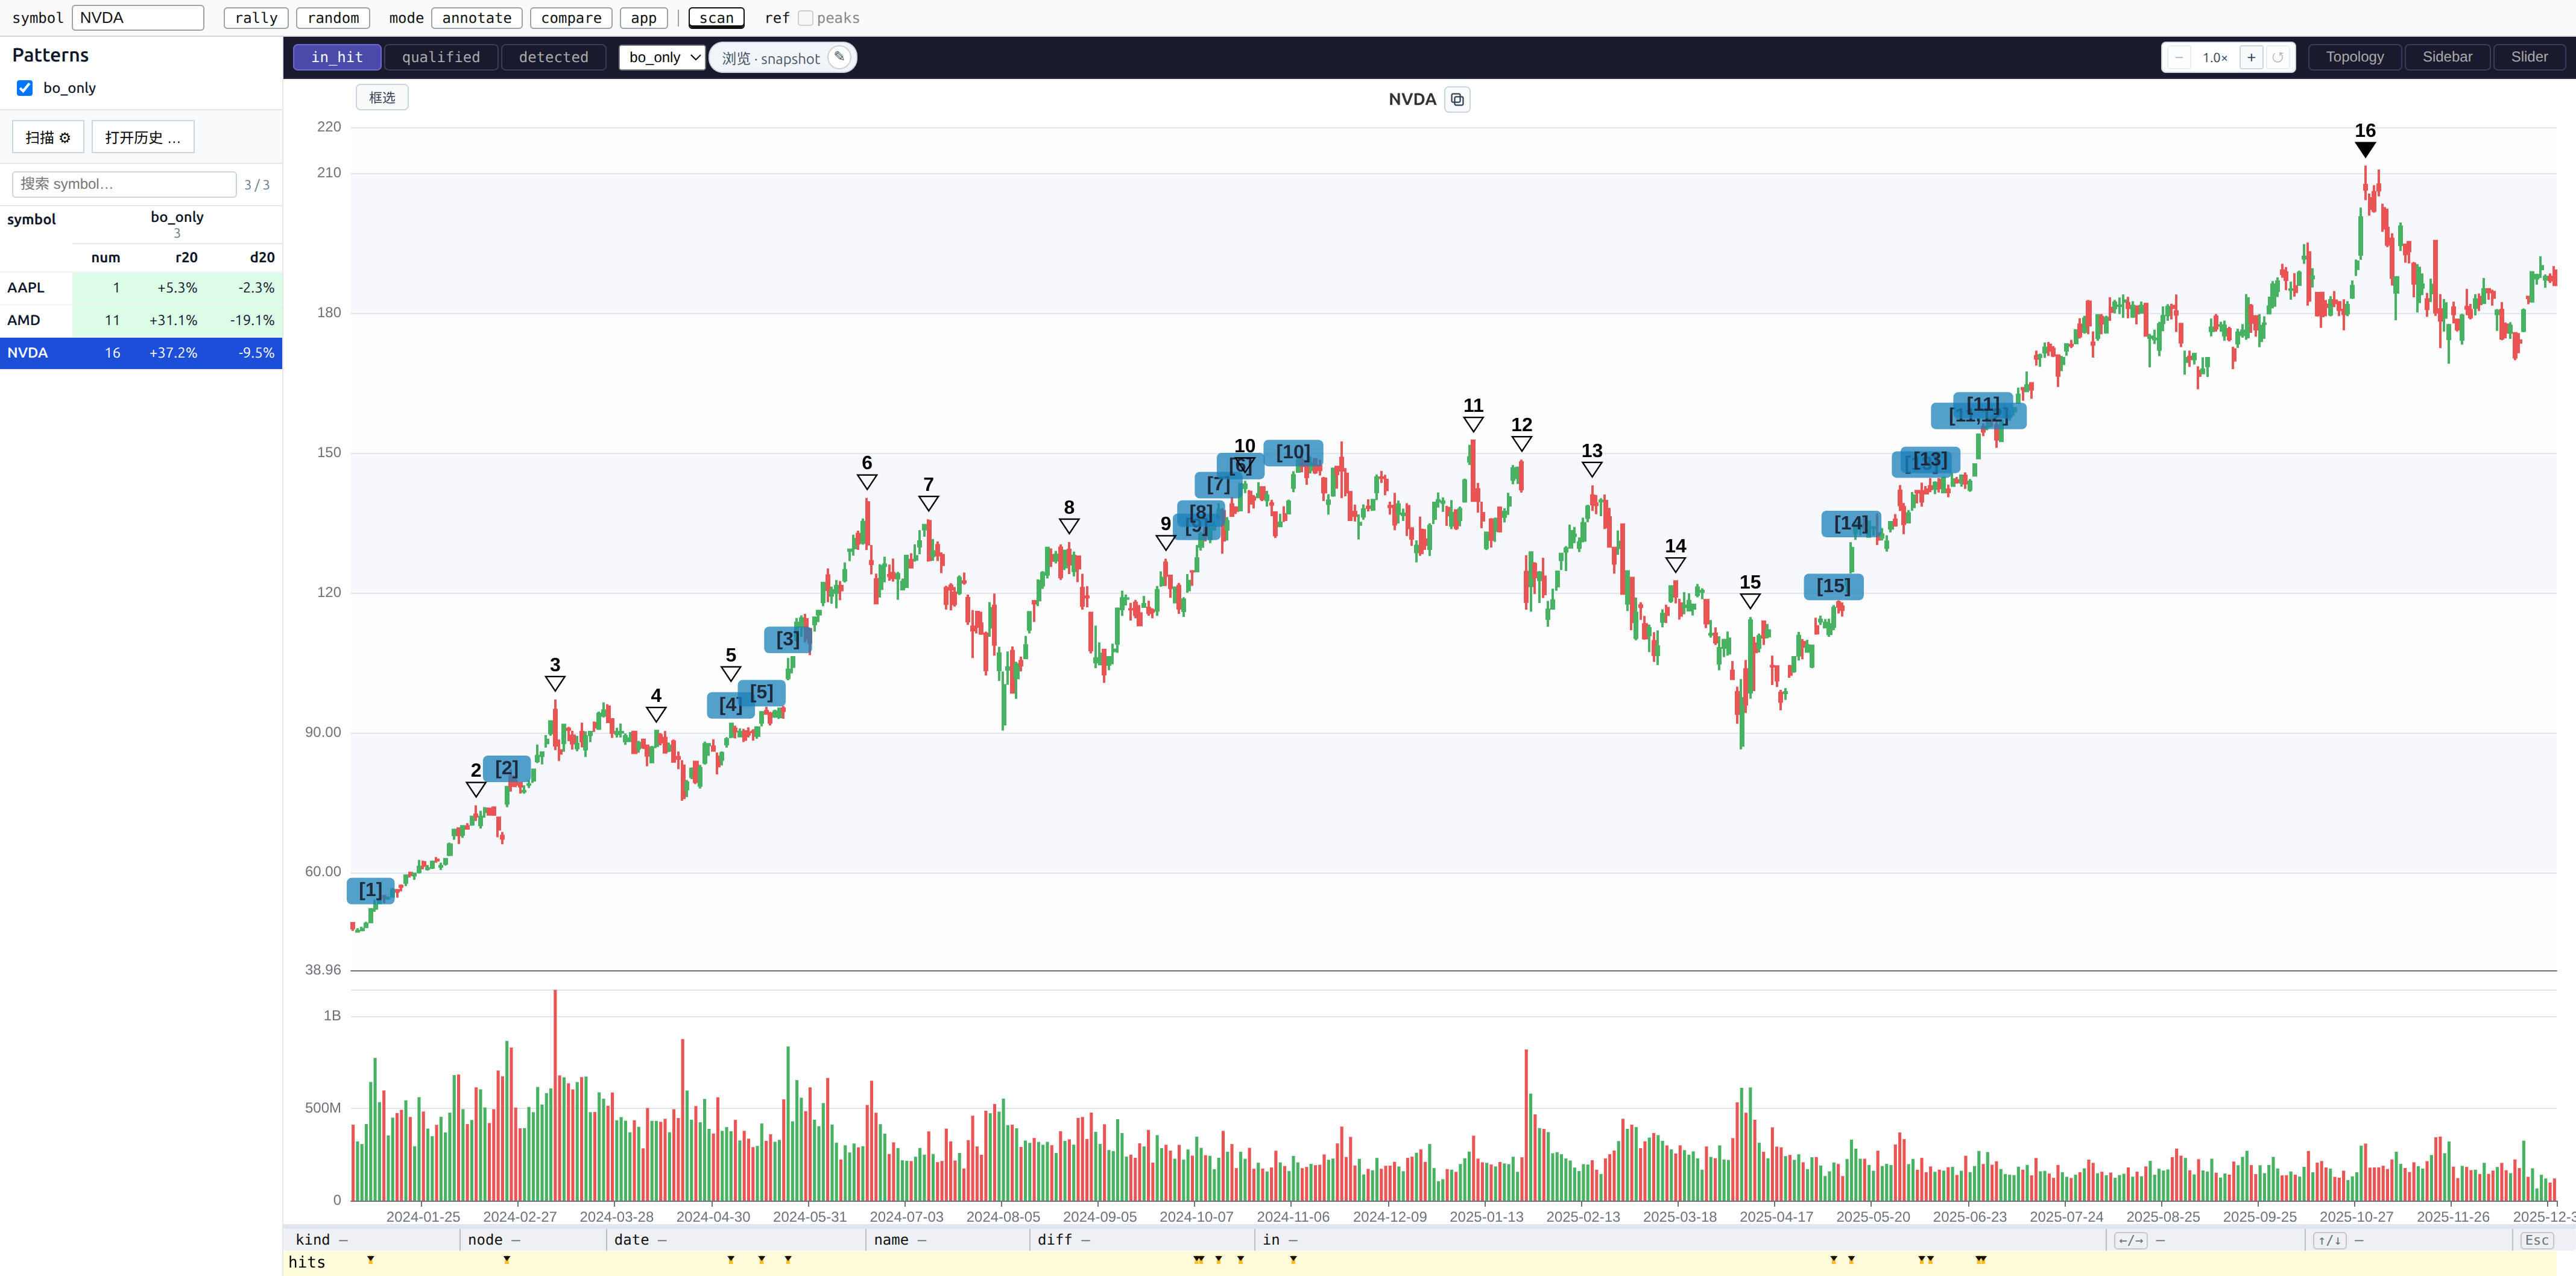 symbol NVDA rally random mode annotate compare app | scan ref peaks
Patterns
bo_only
扫描 ⚙ 打开历史 …
搜索 symbol… 3 / 3
symbol bo_only
3
num r20 d20
AAPL 1 +5.3% -2.3%
AMD 11 +31.1% -19.1%
NVDA 16 +37.2% -9.5%
in_hit qualified detected bo_only 浏览 · snapshot ✎ − 1.0× + ↺ Topology Sidebar Slider
框选 NVDA
220
210
180
150
120
90.00
60.00
38.96
1B
500M
0
[1]
2 [2]
3
4
5
[4] [5]
[3]
6
7
8
9
[9]
[8]
[7]
[6]
10
[10]
11
12
13
14
15
[15]
[14]
[13]
[11,12]
[11]
16
2024-01-25 2024-02-27 2024-03-28 2024-04-30 2024-05-31 2024-07-03 2024-08-05 2024-09-05 2024-10-07 2024-11-06 2024-12-09 2025-01-13 2025-02-13 2025-03-18 2025-04-17 2025-05-20 2025-06-23 2025-07-24 2025-08-25 2025-09-25 2025-10-27 2025-11-26 2025-12-3
kind — node — date — name — diff — in — ←/→ — ↑/↓ — Esc
hits